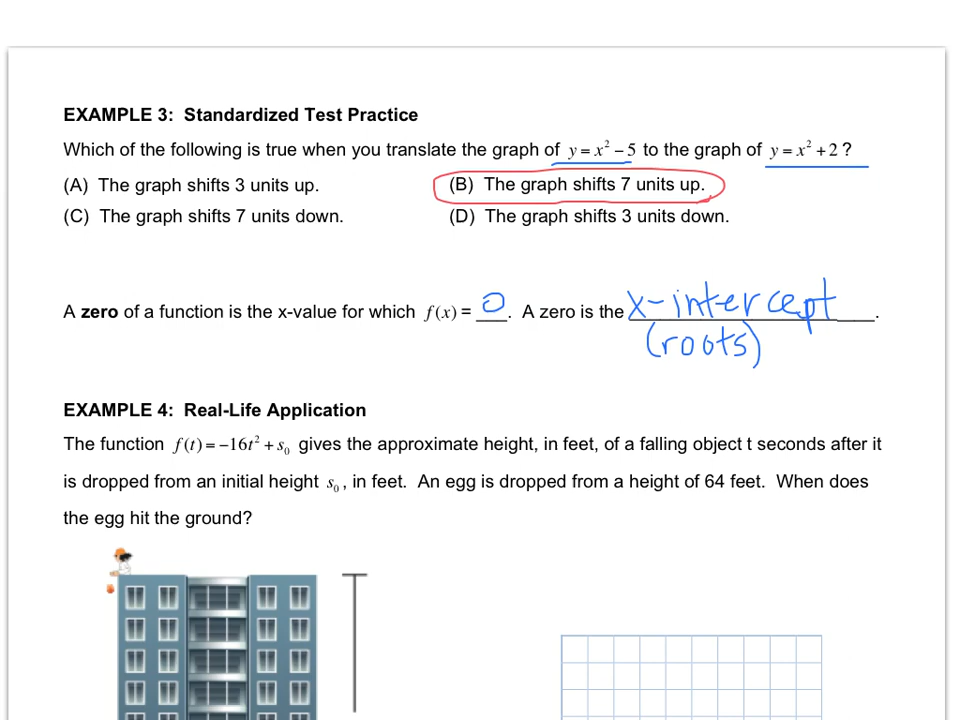 EXAMPLE 3: Standardized Test Practice
Which of the following is true when you translate the graph of y = x² − 5 to the graph of y = x² + 2 ?
(A) The graph shifts 3 units up. (B) The graph shifts 7 units up.
(C) The graph shifts 7 units down. (D) The graph shifts 3 units down.
A zero of a function is the x-value for which f(x) = 0. A zero is the x-intercept.
(roots)
EXAMPLE 4: Real-Life Application
The function f(t) = −16t² + s₀ gives the approximate height, in feet, of a falling object t seconds after it
is dropped from an initial height s₀, in feet. An egg is dropped from a height of 64 feet. When does
the egg hit the ground?